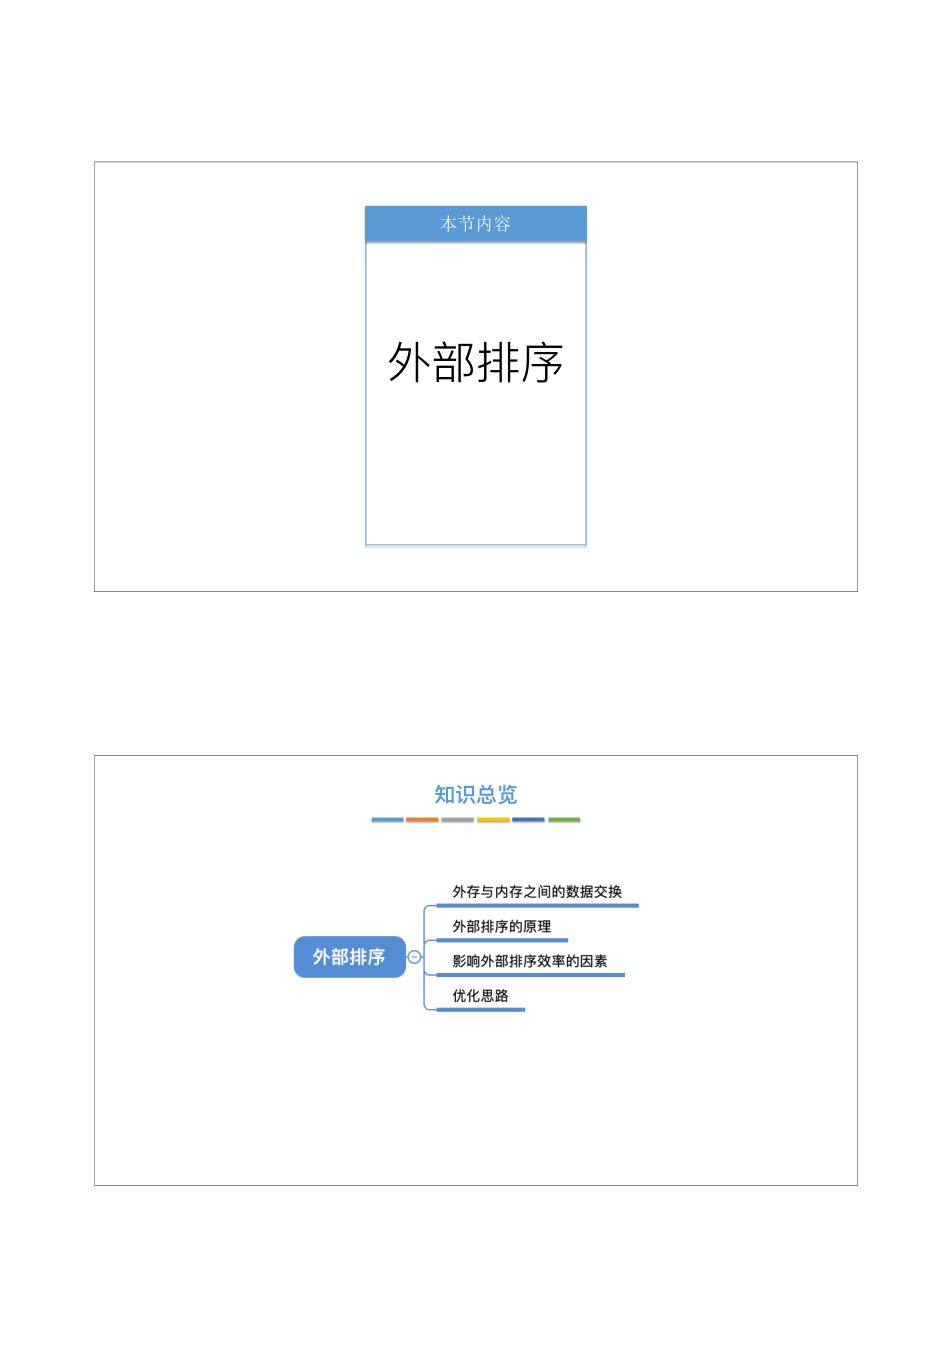 本节内容
外部排序
知识总览
外存与内存之间的数据交换
外部排序的原理
外部排序
影响外部排序效率的因素
优化思路